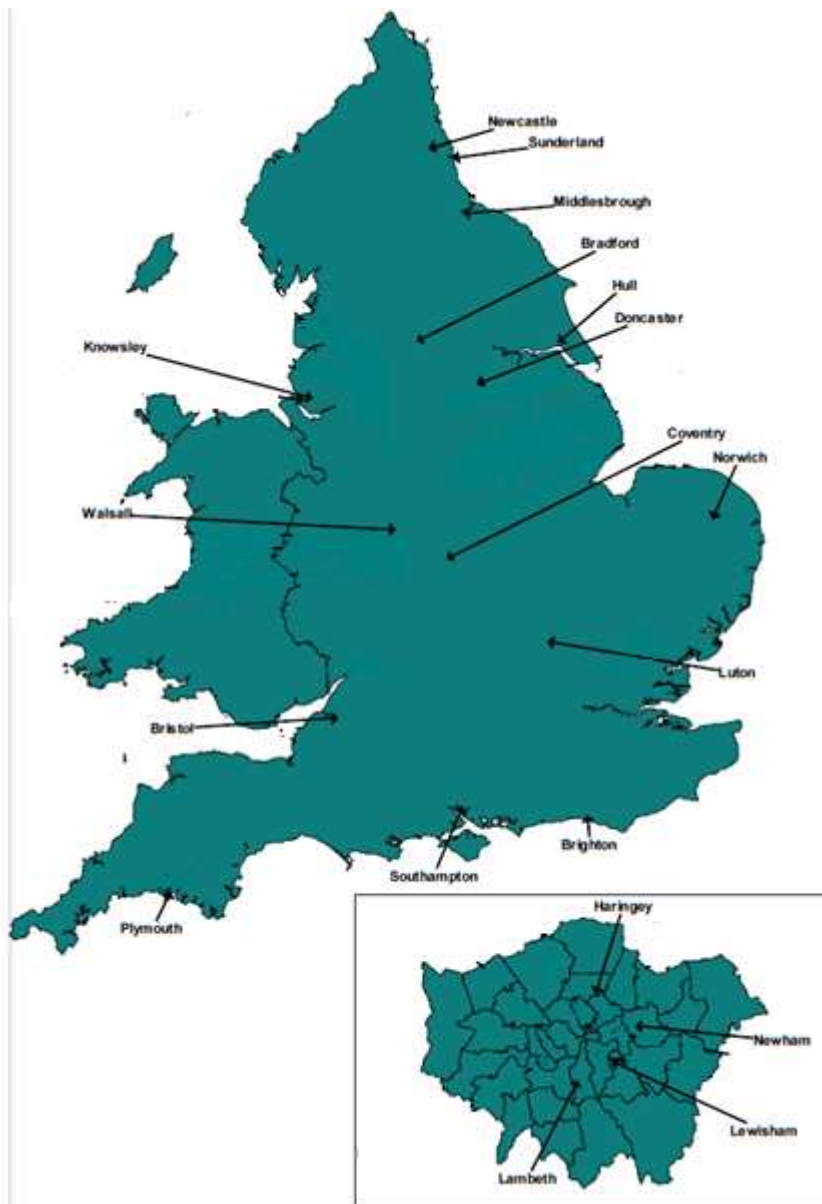 Newcastle
Sunderland
Middlesbrough
Bradford
Hull
Doncaster
Knowsley
Coventry
Norwich
Walsall
Luton
Bristol
Brighton
Southampton
Plymouth
Haringey
Newham
Lewisham
Lambeth